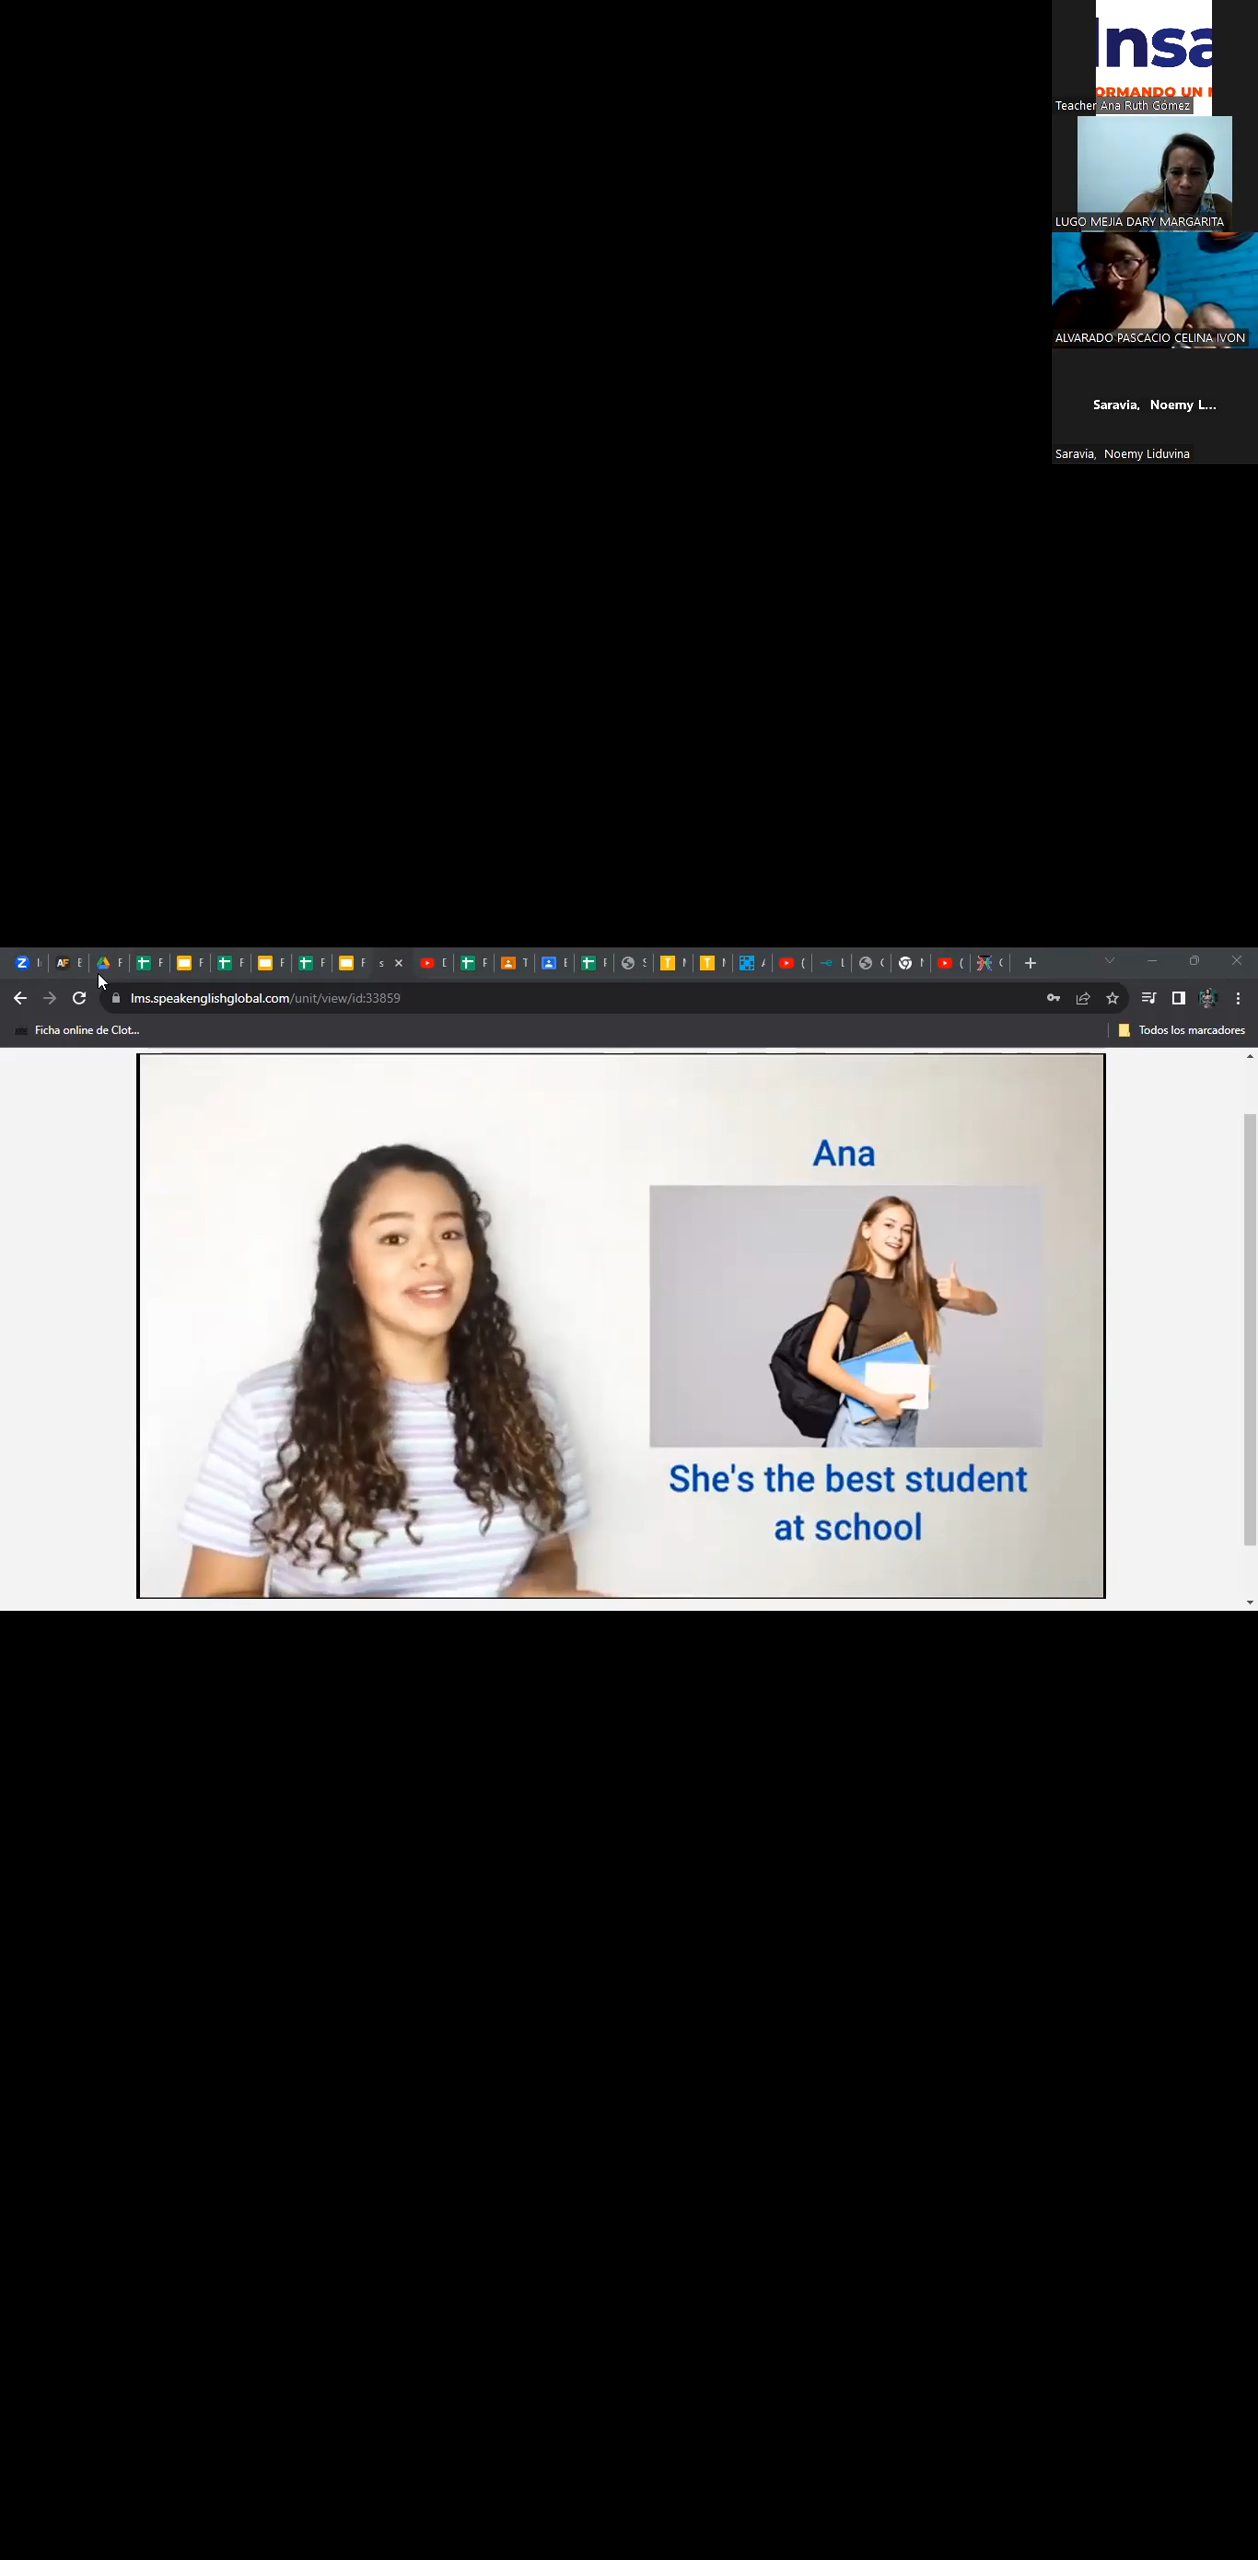 Insa
ORMANDO UN
Teacher Ana Ruth Gómez
LUGO MEJIA DARY MARGARITA
ALVARADO PASCACIO CELINA IVON
Saravia, Noemy L...
Saravia, Noemy Liduvina
lms.speakenglishglobal.com/unit/view/id:33859
Ficha online de Clot...
Todos los marcadores
Ana
She's the best student
at school